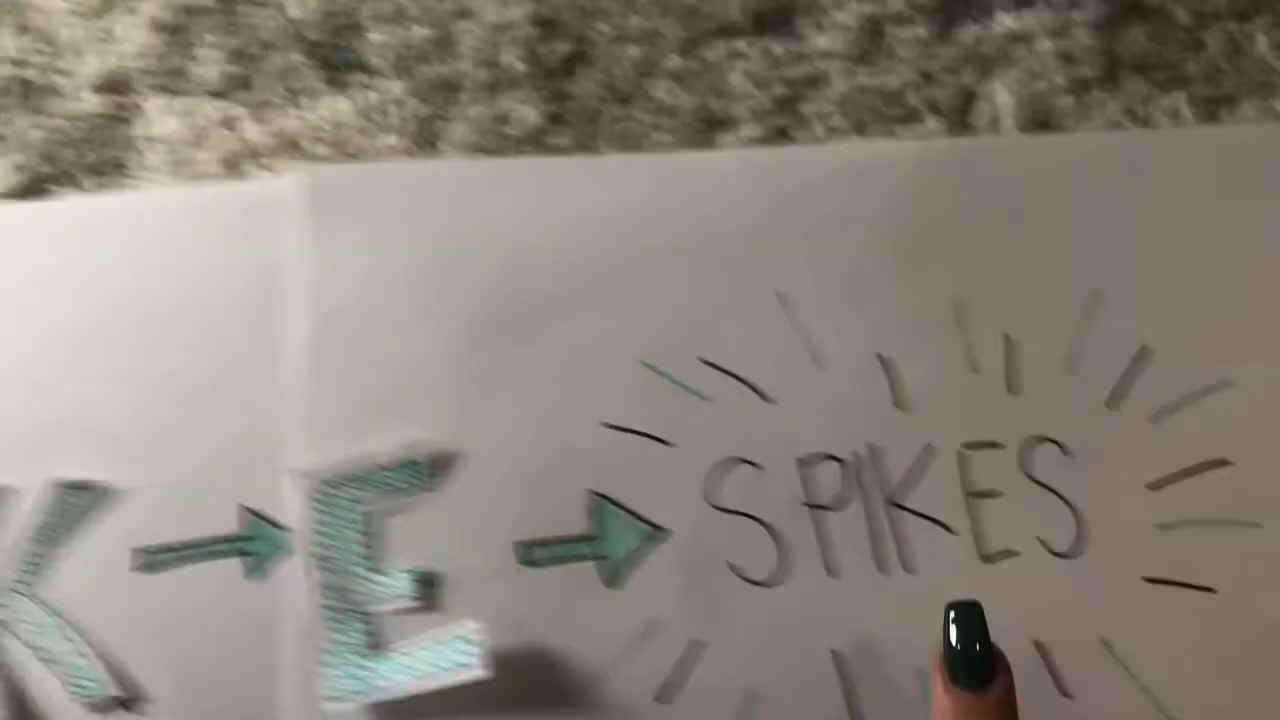 K → E → SPIKES